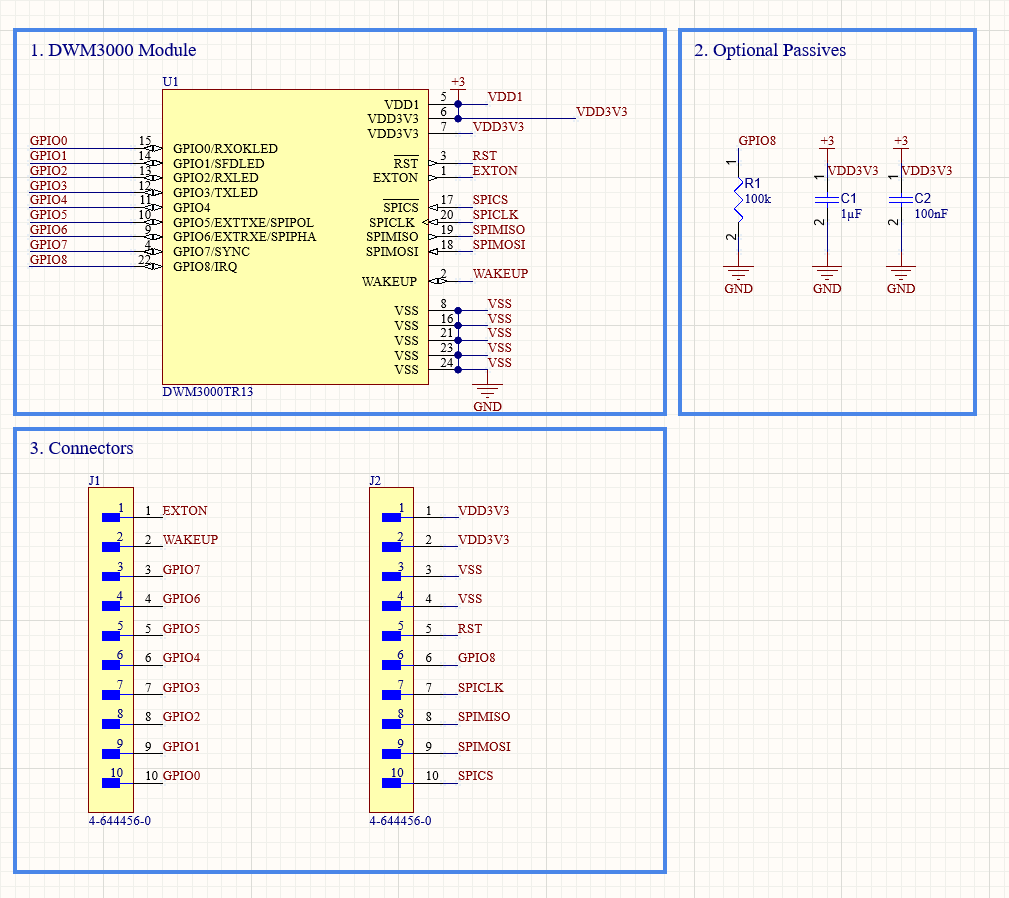 1. DWM3000 Module
U1
+3
GPIO0 15 GPIO0/RXOKLED
GPIO1 14 GPIO1/SFDLED
GPIO2 13 GPIO2/RXLED
GPIO3 12 GPIO3/TXLED
GPIO4 11 GPIO4
GPIO5 10 GPIO5/EXTTXE/SPIPOL
GPIO6 9 GPIO6/EXTRXE/SPIPHA
GPIO7 4 GPIO7/SYNC
GPIO8 22 GPIO8/IRQ
VDD1 5 VDD1
VDD3V3 6 VDD3V3
VDD3V3 7 VDD3V3
RST 3 RST
EXTON 1 EXTON
SPICS 17 SPICS
SPICLK 20 SPICLK
SPIMISO 19 SPIMISO
SPIMOSI 18 SPIMOSI
WAKEUP 2 WAKEUP
VSS 8 VSS
VSS 16 VSS
VSS 21 VSS
VSS 23 VSS
VSS 24 VSS
GND
DWM3000TR13
2. Optional Passives
GPIO8
1
R1
100k
2
GND
+3
VDD3V3
1
C1
1µF
2
GND
+3
VDD3V3
1
C2
100nF
2
GND
3. Connectors
J1
1 1 EXTON
2 2 WAKEUP
3 3 GPIO7
4 4 GPIO6
5 5 GPIO5
6 6 GPIO4
7 7 GPIO3
8 8 GPIO2
9 9 GPIO1
10 10 GPIO0
4-644456-0
J2
1 1 VDD3V3
2 2 VDD3V3
3 3 VSS
4 4 VSS
5 5 RST
6 6 GPIO8
7 7 SPICLK
8 8 SPIMISO
9 9 SPIMOSI
10 10 SPICS
4-644456-0